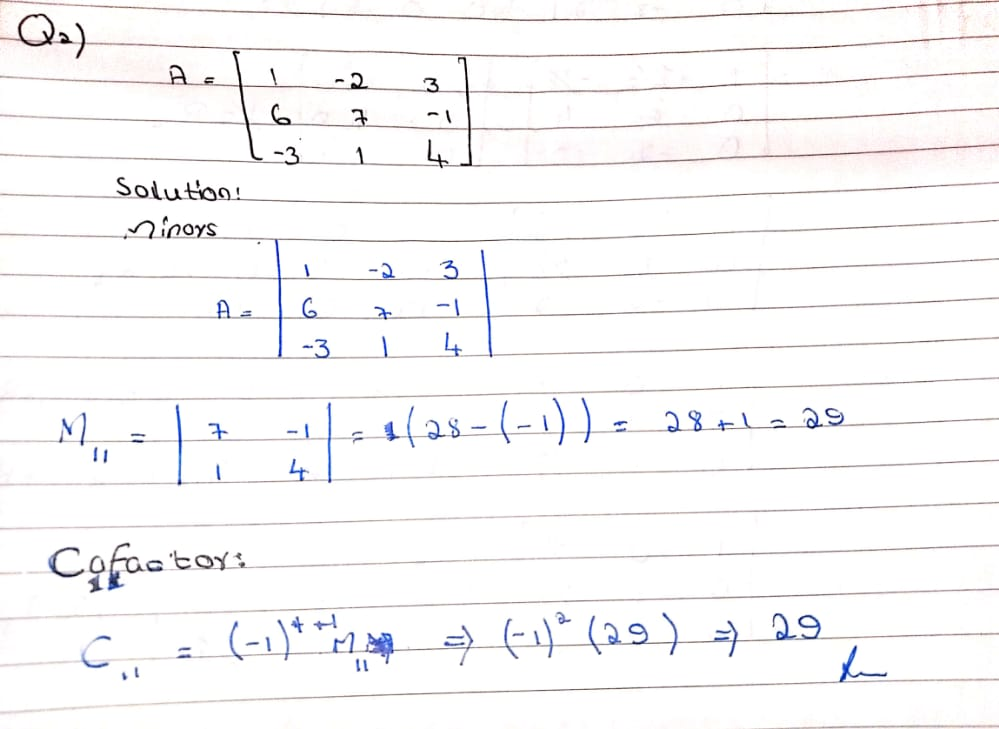 Q2)
A = [ 1 -2 3
6 7 -1
-3 1 4 ]
Solution:
Minors
A = | 1 -2 3
6 7 -1
-3 1 4 |
M₁₁ = | 7 -1 | = 1(28-(-1)) = 28+1 = 29
1 4
Cofactor:
C₁₁ = (-1)¹⁺¹ M₁₁ ⇒ (-1)² (29) ⇒ 29